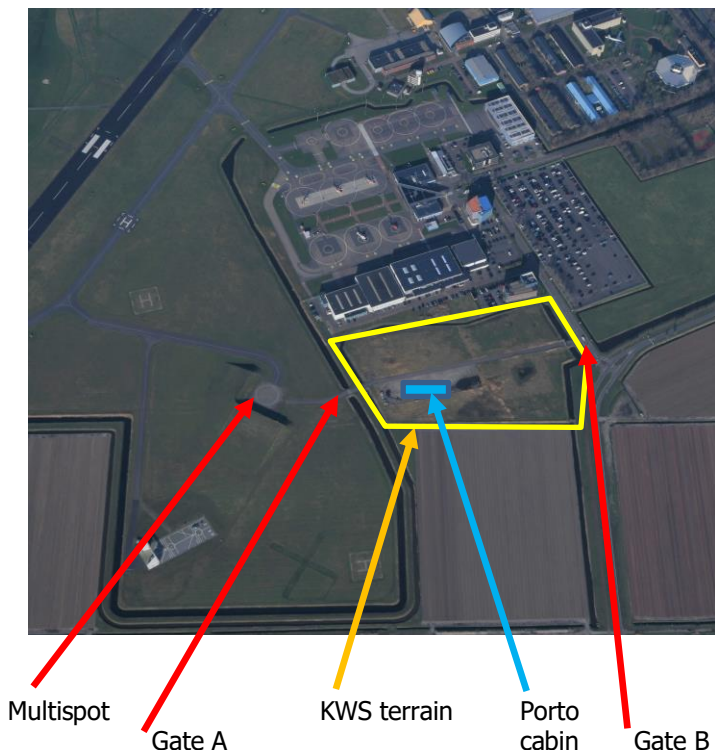 Multispot
Gate A
KWS terrain
Porto
cabin
Gate B